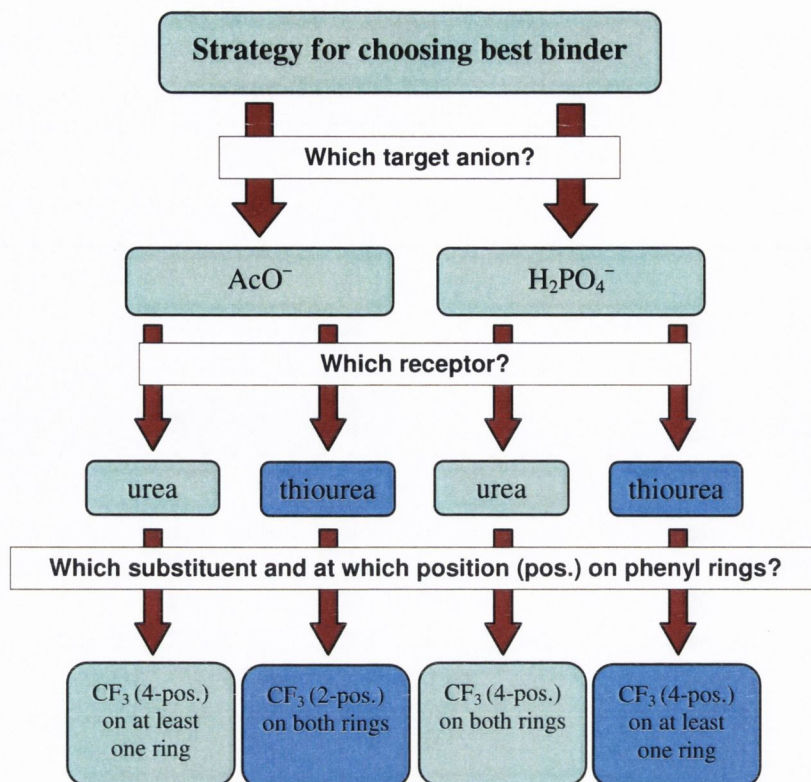 Strategy for choosing best binder
Which target anion?
AcO⁻
H₂PO₄⁻
Which receptor?
urea
thiourea
urea
thiourea
Which substituent and at which position (pos.) on phenyl rings?
CF₃ (4-pos.)
on at least
one ring
CF₃ (2-pos.)
on both rings
CF₃ (4-pos.)
on both rings
CF₃ (4-pos.)
on at least
one ring